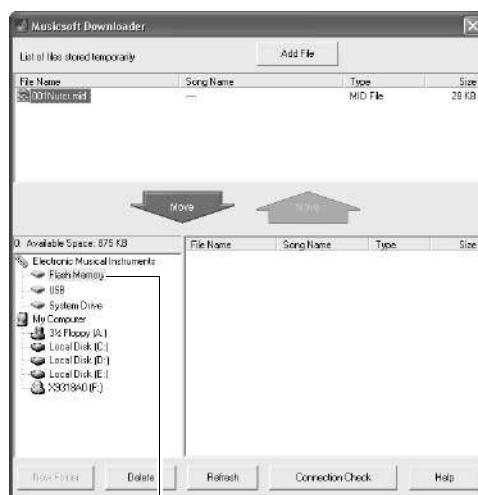 Musicsoft Downloader
List of files stored temporarily
Add File
File Name Song Name Type Size
001Nutcr.mid --- MID File 28 KB
Move Move
0: Available Space: 875 KB
File Name Song Name Type Size
Electronic Musical Instruments
Flash Memory
USB
System Drive
My Computer
3½ Floppy (A:)
Local Disk (C:)
Local Disk (D:)
Local Disk (E:)
X9318A0 (F:)
New Folder Delete Refresh Connection Check Help